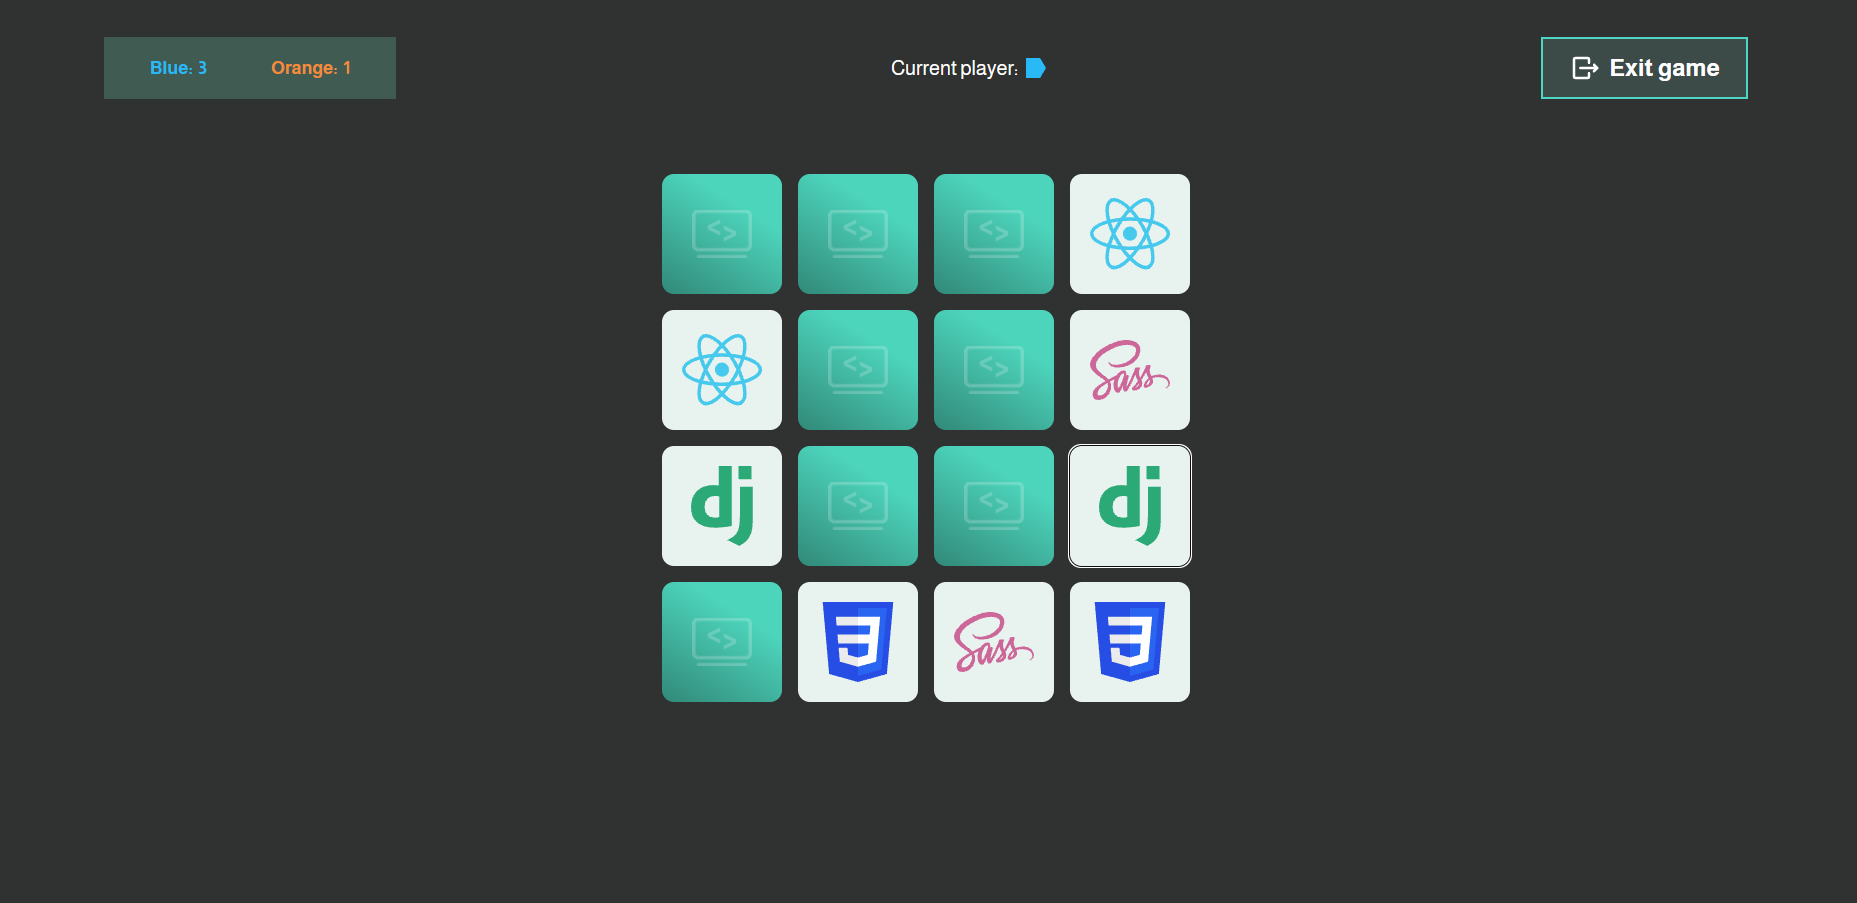 Blue: 3 Orange: 1
Current player:
Exit game
<>
<>
<>
<>
<>
Sass
dj
<>
<>
dj
<>
Sass